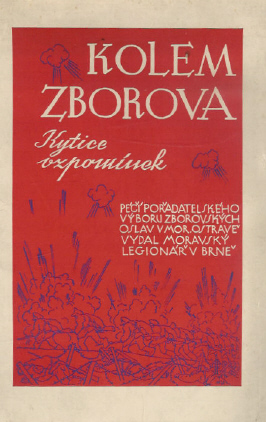 KOLEM
ZBOROVA
Kytice
vzpomínek
PÉČÍ POŘADATELSKÉHO
VÝBORU ZBOROVSKÝCH
OSLAV V MOR. OSTRAVĚ
VYDAL MORAVSKÝ
LEGIONÁŘ V BRNĚ